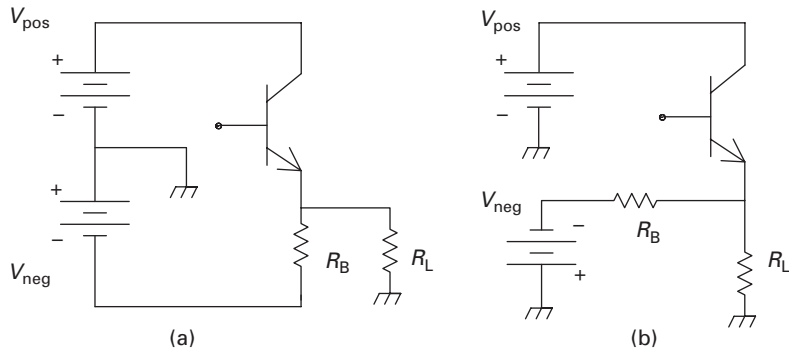 V_pos
+
−
+
−
V_neg
R_B
R_L
(a)
V_pos
+
−
V_neg
−
+
R_B
R_L
(b)